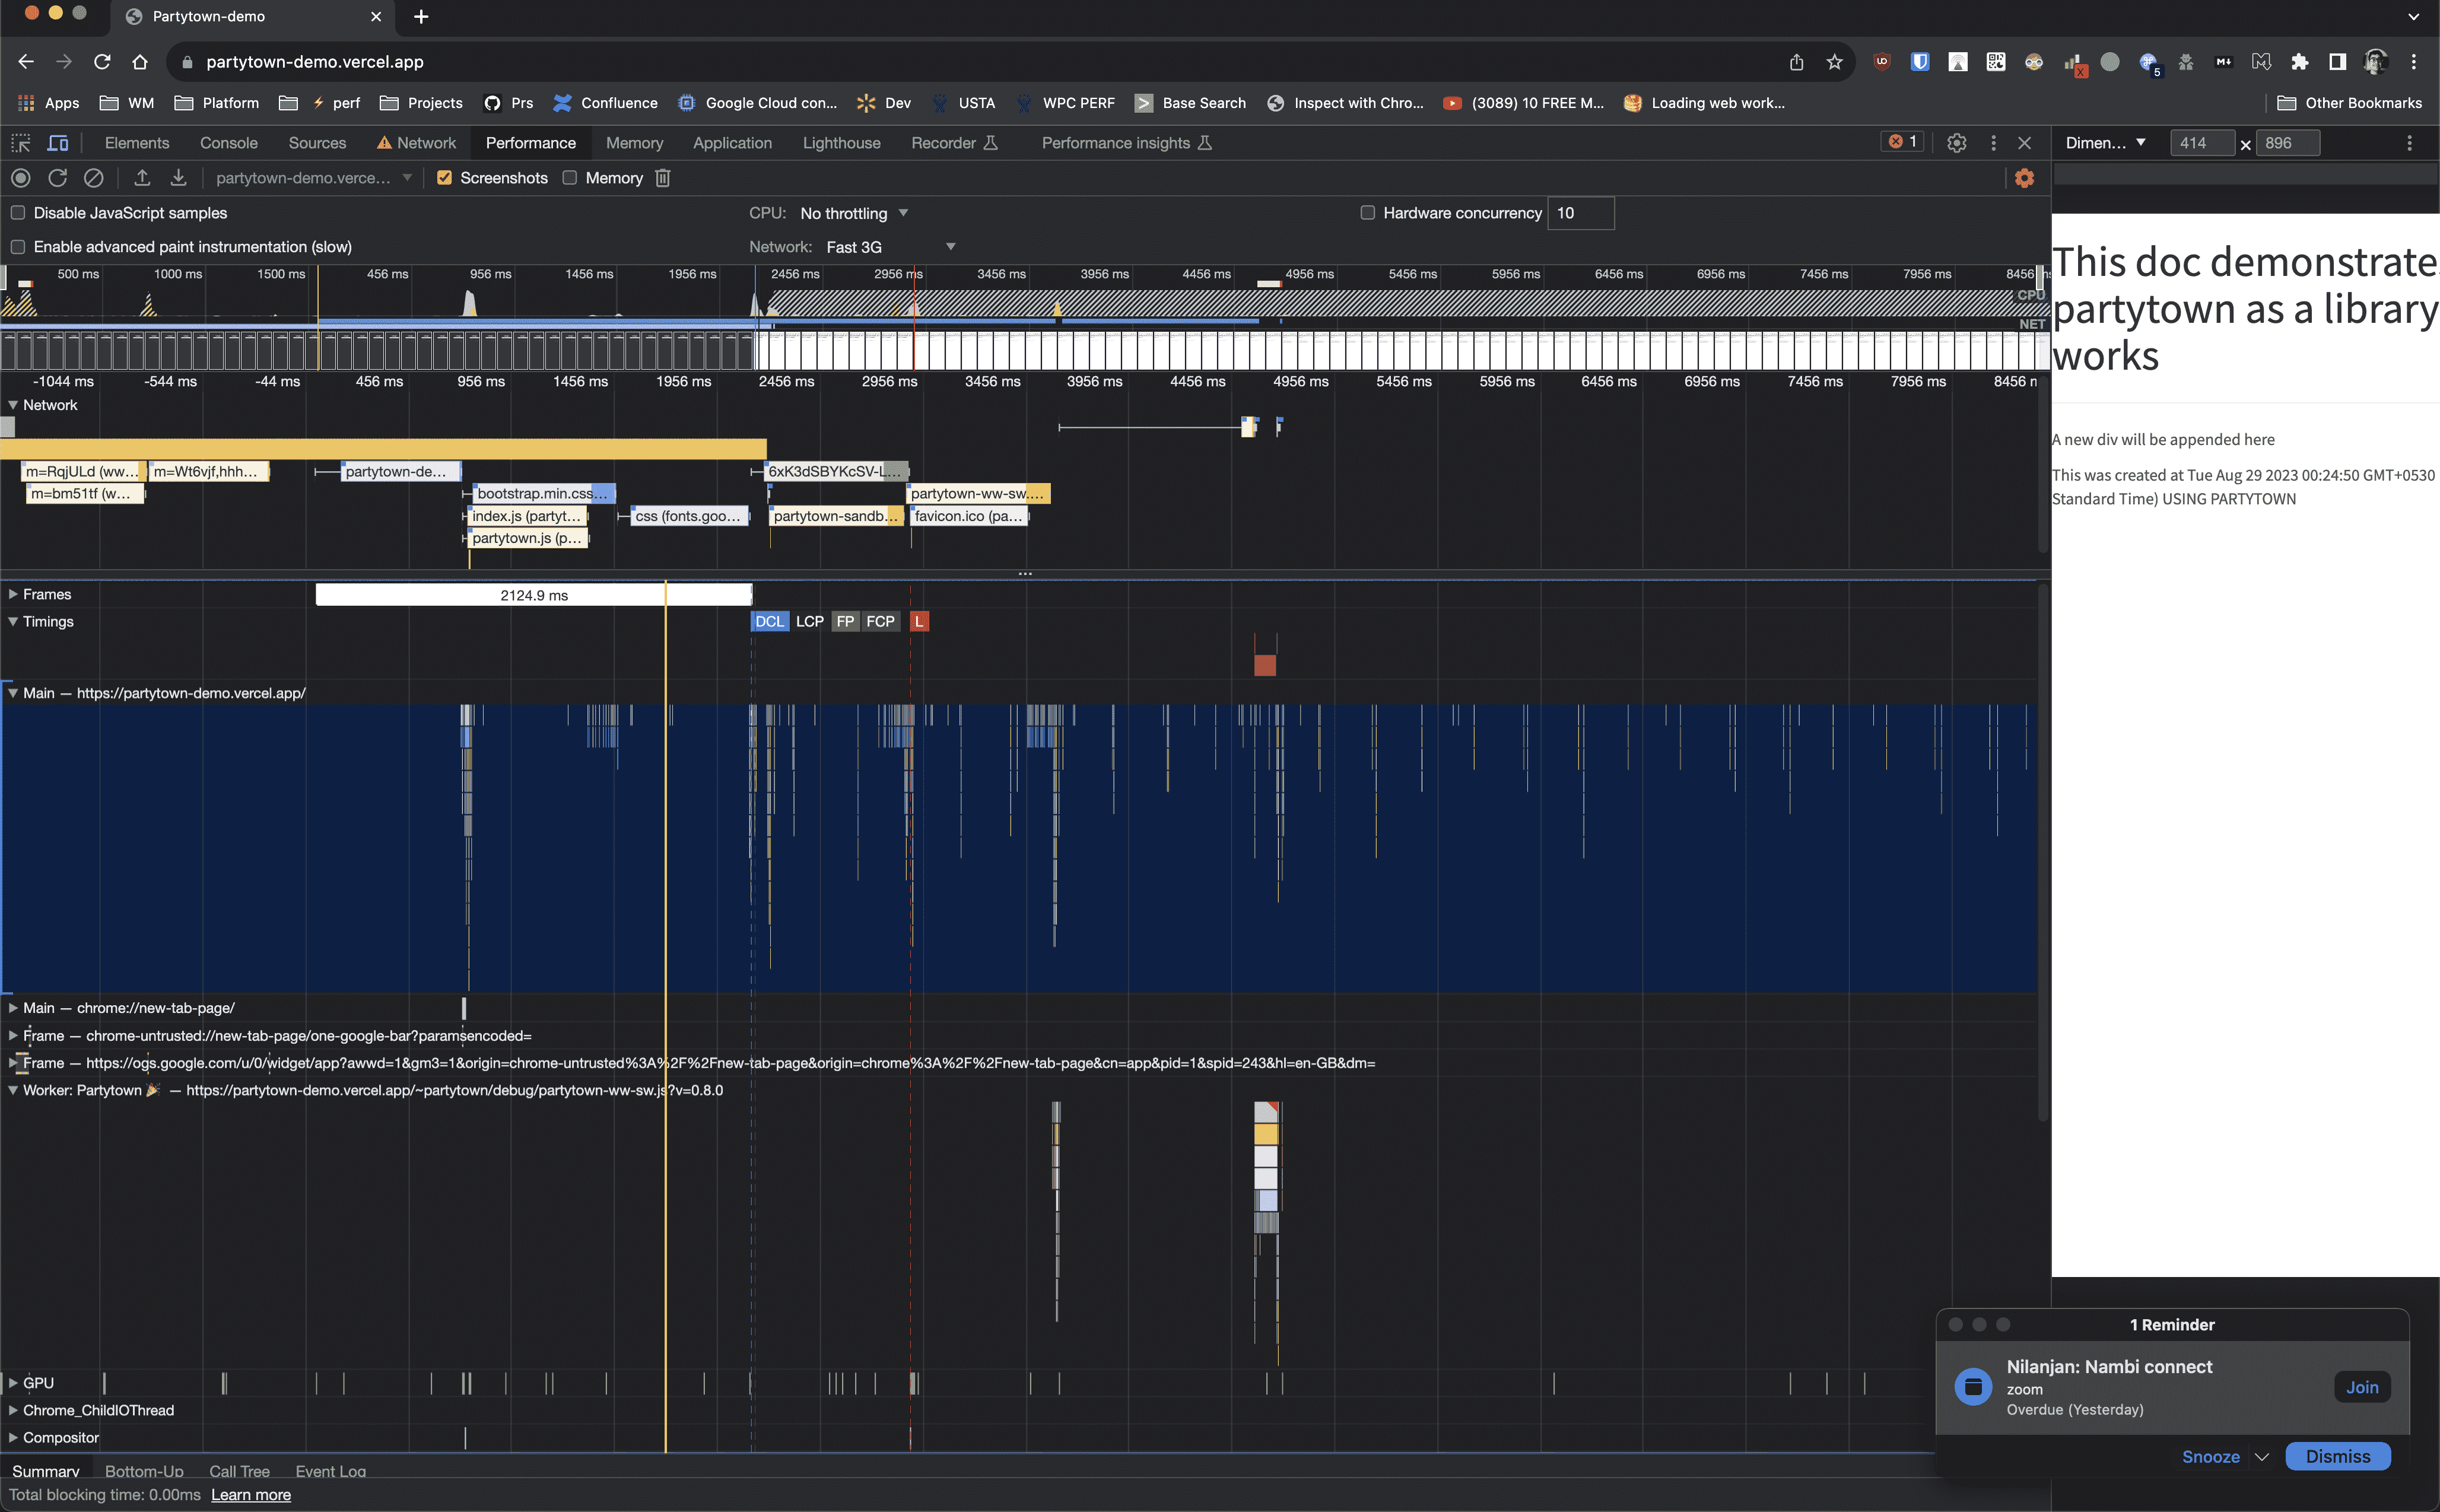 Partytown-demo
partytown-demo.vercel.app
5
Apps WM Platform perf Projects Prs Confluence Google Cloud con... Dev USTA WPC PERF Base Search Inspect with Chro... (3089) 10 FREE M... Loading web work... Other Bookmarks
Elements Console Sources Network Performance Memory Application Lighthouse Recorder Performance insights 1 Dimen... 414 × 896
partytown-demo.verce... Screenshots Memory
Disable JavaScript samples CPU: No throttling Hardware concurrency 10
Enable advanced paint instrumentation (slow) Network: Fast 3G
500 ms 1000 ms 1500 ms 456 ms 956 ms 1456 ms 1956 ms 2456 ms 2956 ms 3456 ms 3956 ms 4456 ms 4956 ms 5456 ms 5956 ms 6456 ms 6956 ms 7456 ms 7956 ms 8456
CPU
NET
-1044 ms -544 ms -44 ms 456 ms 956 ms 1456 ms 1956 ms 2456 ms 2956 ms 3456 ms 3956 ms 4456 ms 4956 ms 5456 ms 5956 ms 6456 ms 6956 ms 7456 ms 7956 ms 8456
Network
m=RqjULd (ww... m=Wt6vjf,hhh... partytown-de... 6xK3dSBYKcSV-L...
m=bm51tf (w... bootstrap.min.css... partytown-ww-sw....
index.js (partyt... css (fonts.goo... partytown-sandb... favicon.ico (pa...
partytown.js (p...
Frames 2124.9 ms
Timings DCL LCP FP FCP L
Main — https://partytown-demo.vercel.app/
Main — chrome://new-tab-page/
Frame — chrome-untrusted://new-tab-page/one-google-bar?paramsencoded=
Frame — https://ogs.google.com/u/0/widget/app?awwd=1&gm3=1&origin=chrome-untrusted%3A%2F%2Fnew-tab-page&origin=chrome%3A%2F%2Fnew-tab-page&cn=app&pid=1&spid=243&hl=en-GB&dm=
Worker: Partytown 🎉 — https://partytown-demo.vercel.app/~partytown/debug/partytown-ww-sw.js?v=0.8.0
GPU
Chrome_ChildIOThread
Compositor
Summary Bottom-Up Call Tree Event Log
Total blocking time: 0.00ms Learn more
This doc demonstrates
partytown as a library
works
A new div will be appended here
This was created at Tue Aug 29 2023 00:24:50 GMT+0530
Standard Time) USING PARTYTOWN
1 Reminder
Nilanjan: Nambi connect
zoom
Overdue (Yesterday)
Join
Snooze Dismiss